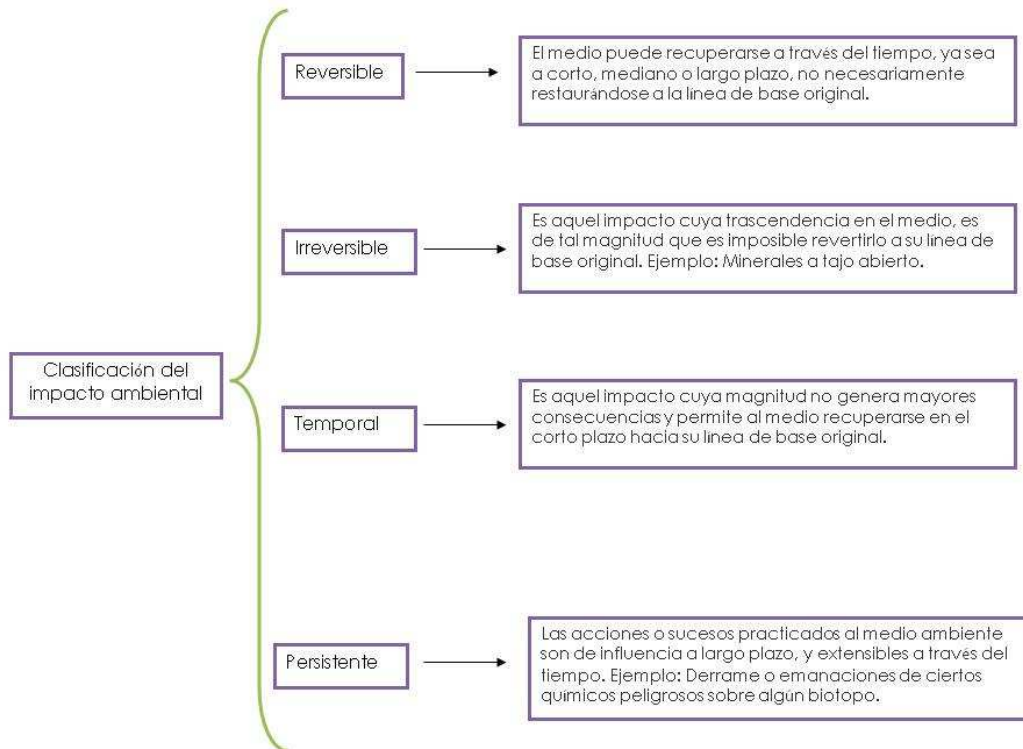 Reversible
El medio puede recuperarse a través del tiempo, ya sea
a corto, mediano o largo plazo, no necesariamente
restaurándose a la línea de base original.
Irreversible
Es aquel impacto cuya trascendencia en el medio, es
de tal magnitud que es imposible revertirlo a su línea de
base original. Ejemplo: Minerales a tajo abierto.
Clasificación del
impacto ambiental
Temporal
Es aquel impacto cuya magnitud no genera mayores
consecuencias y permite al medio recuperarse en el
corto plazo hacia su línea de base original.
Persistente
Las acciones o sucesos practicados al medio ambiente
son de influencia a largo plazo, y extensibles a través del
tiempo. Ejemplo: Derrame o emanaciones de ciertos
químicos peligrosos sobre algún biotopo.